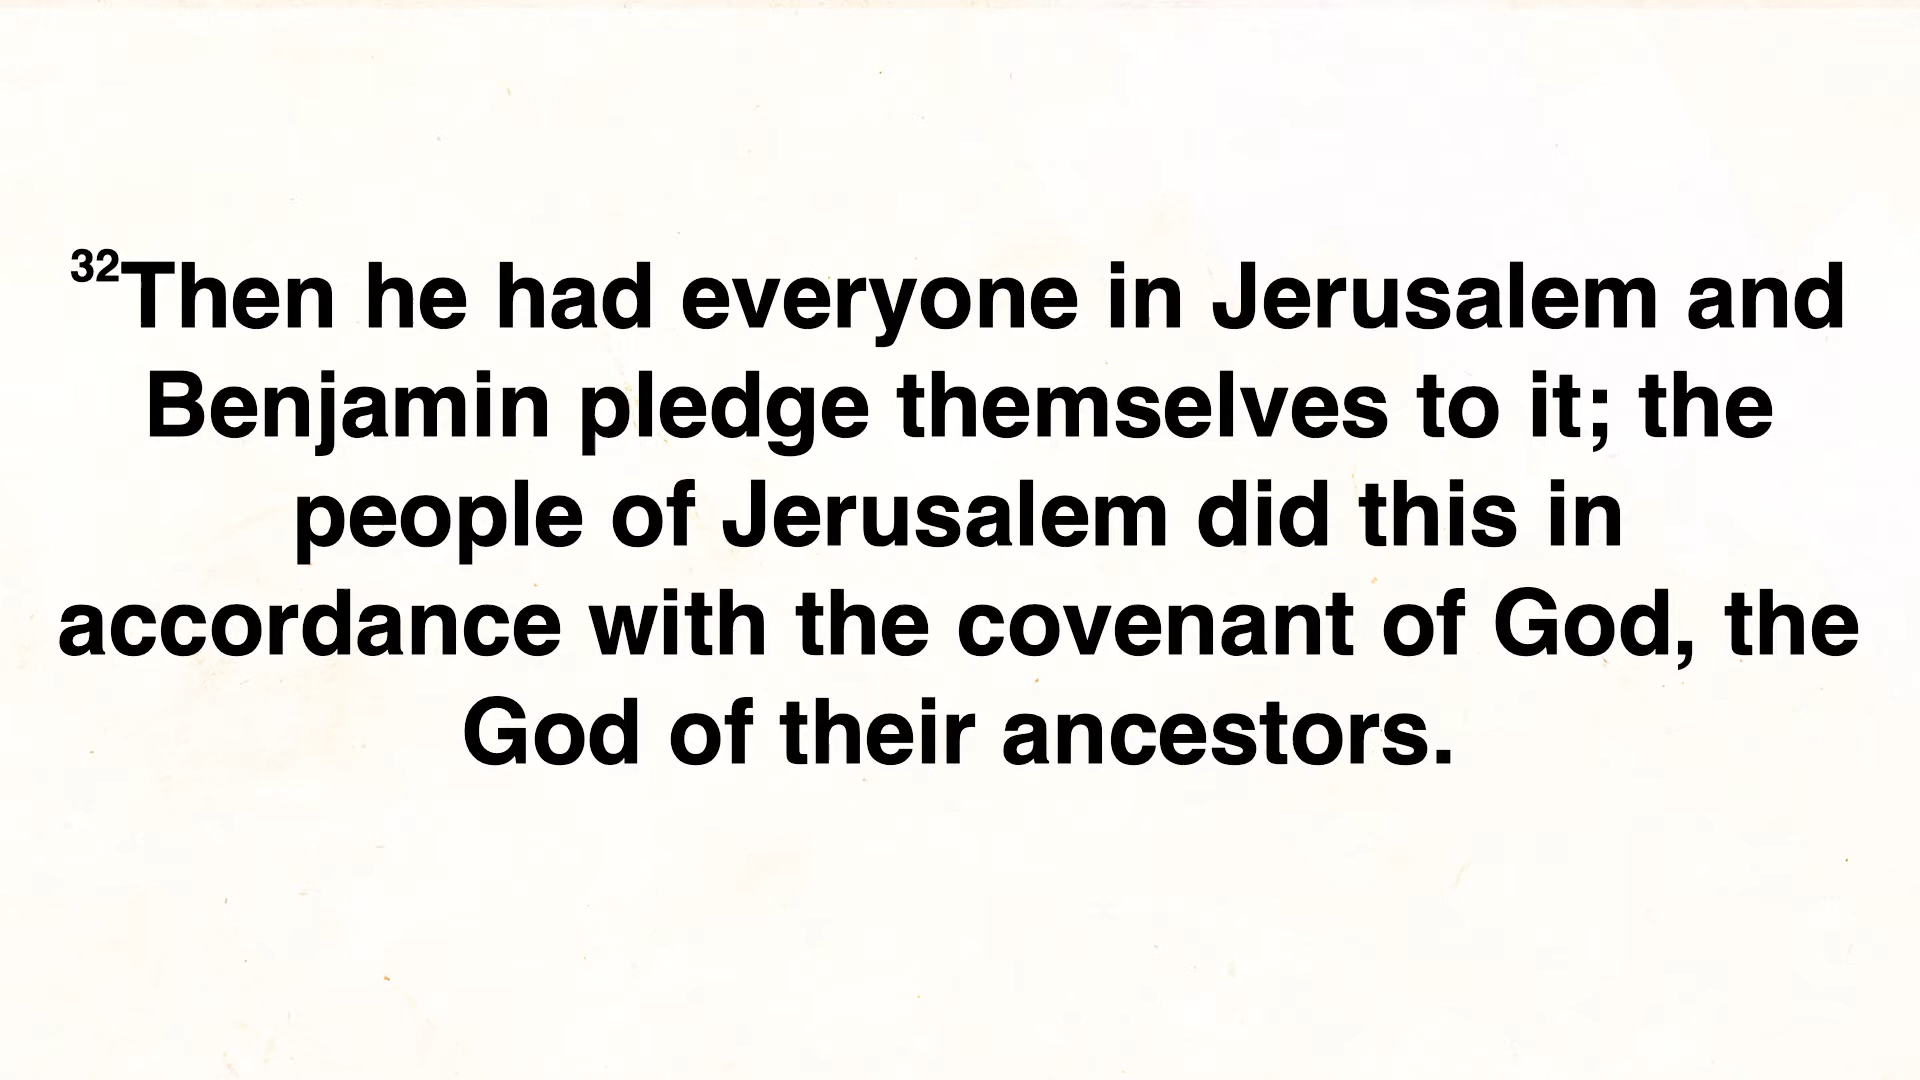 32Then he had everyone in Jerusalem and
Benjamin pledge themselves to it; the
people of Jerusalem did this in
accordance with the covenant of God, the
God of their ancestors.